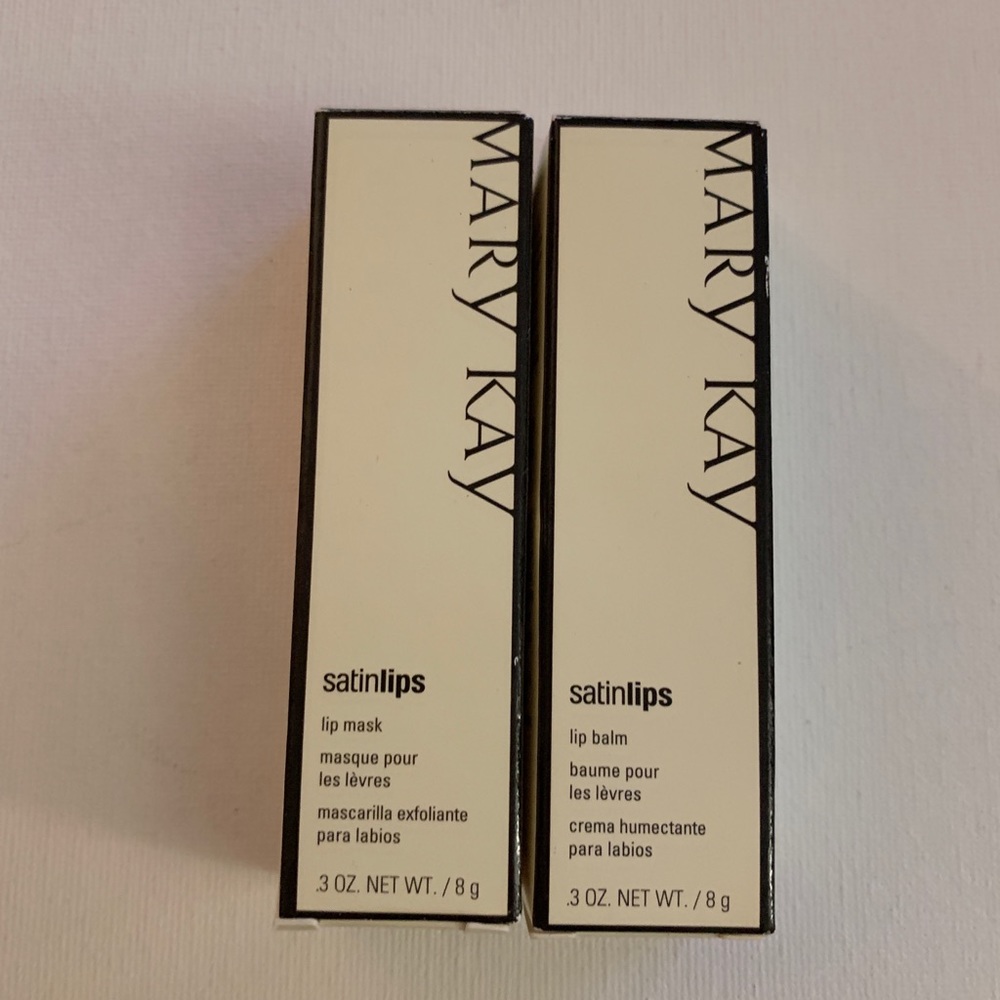 MARY KAY
satinlips
lip mask
masque pour
les lèvres
mascarilla exfoliante
para labios
.3 OZ. NET WT. / 8 g
MARY KAY
satinlips
lip balm
baume pour
les lèvres
crema humectante
para labios
.3 OZ. NET WT. / 8 g